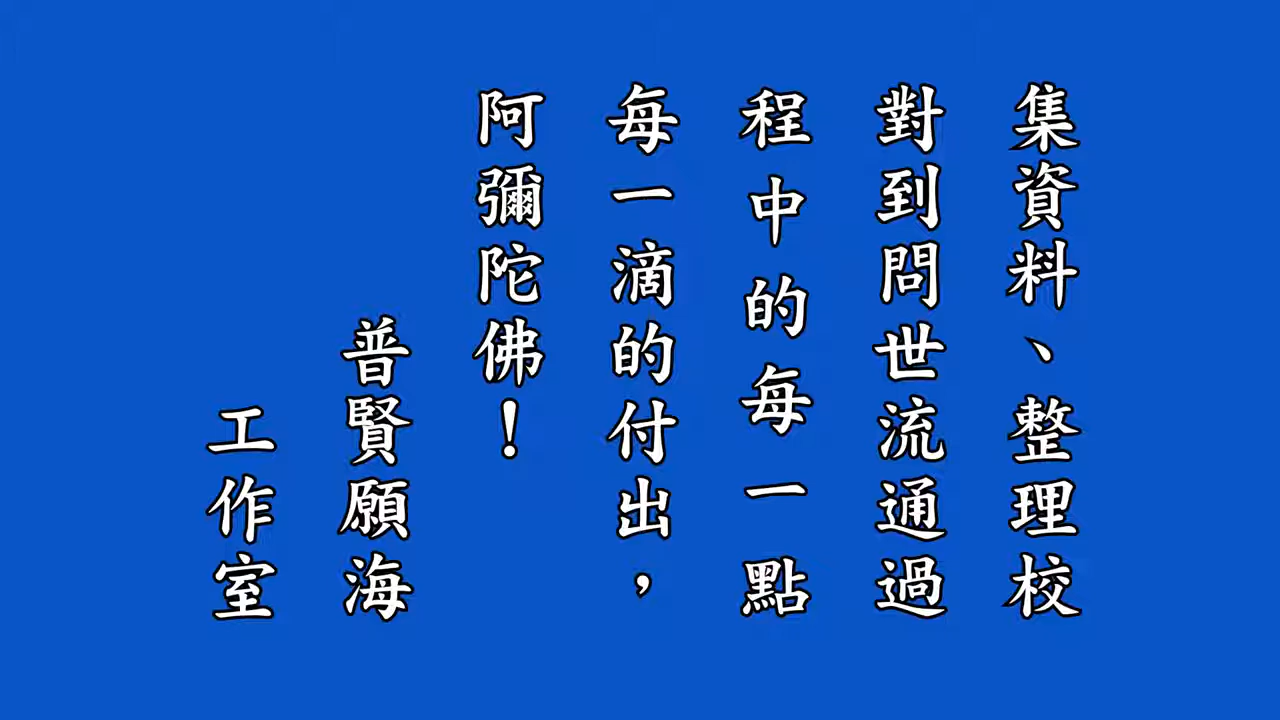 集資料、整理校
對到問世流通過
程中的每一點
每一滴的付出，
阿彌陀佛！
普賢願海
工作室